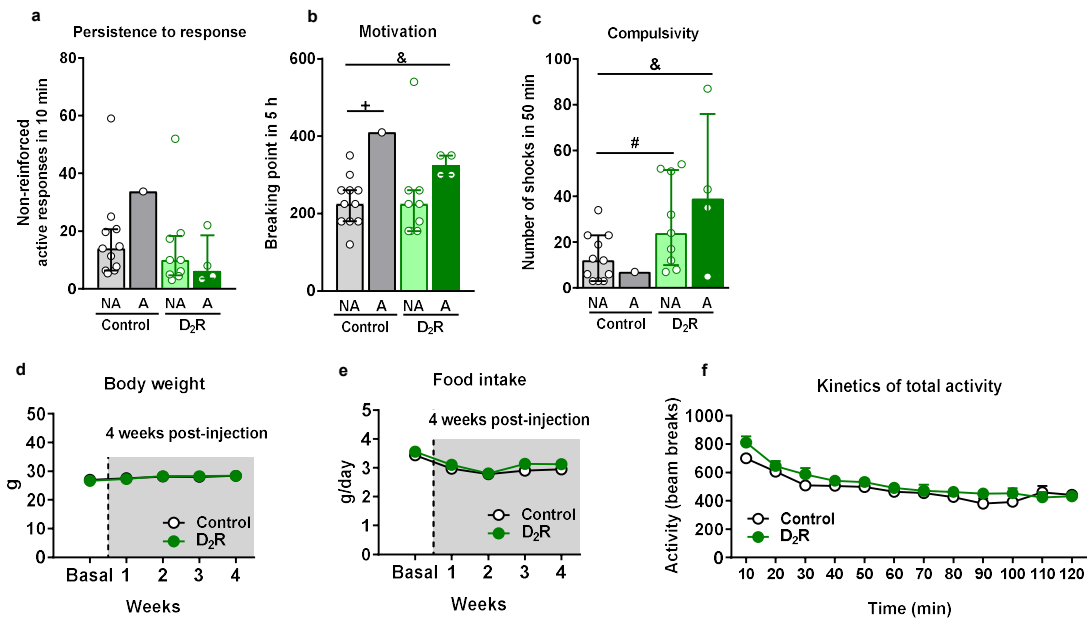 a
Persistence to response
Non-reinforced
active responses in 10 min
80
60
40
20
0
NA A NA A
Control D₂R
b
Motivation
Breaking point in 5 h
600
400
200
0
&
+
NA A NA A
Control D₂R
c
Compulsivity
Number of shocks in 50 min
100
80
60
40
20
0
&
#
NA A NA A
Control D₂R
d
Body weight
g
50
40
30
20
10
0
4 weeks post-injection
Control
D₂R
Basal 1 2 3 4
Weeks
e
Food intake
g/day
5
4
3
2
1
0
4 weeks post-injection
Control
D₂R
Basal 1 2 3 4
Weeks
f
Kinetics of total activity
Activity (beam breaks)
1000
800
600
400
200
0
Control
D₂R
10 20 30 40 50 60 70 80 90 100 110 120
Time (min)